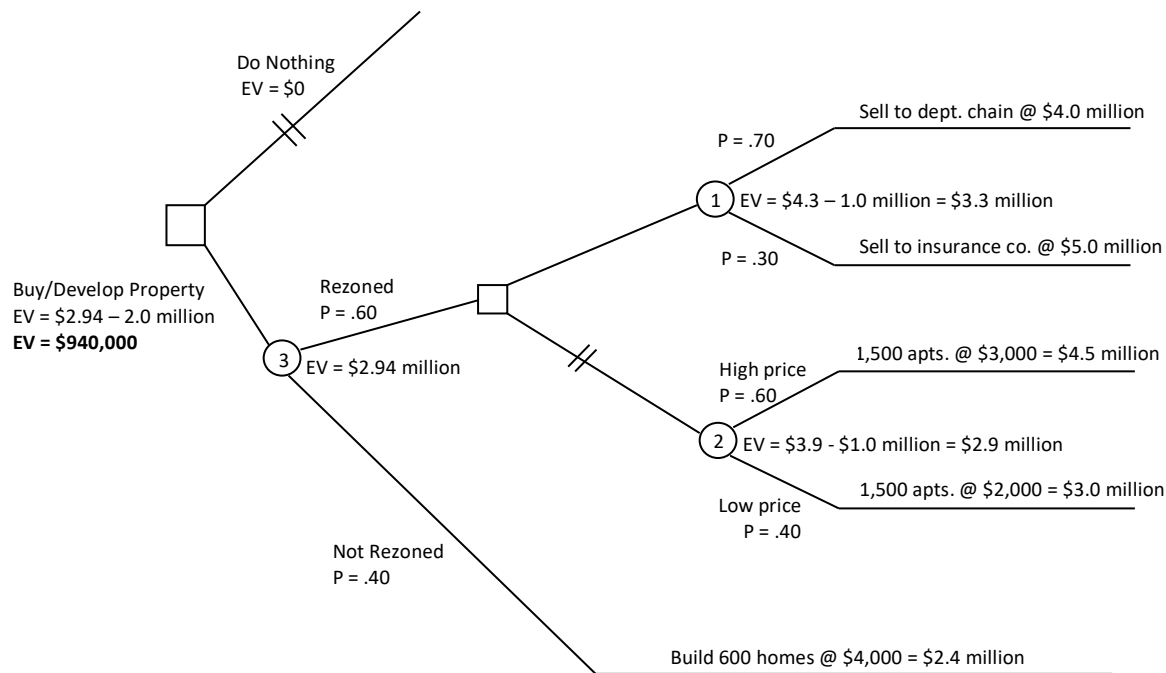 Do Nothing
EV = $0
Sell to dept. chain @ $4.0 million
P = .70
1
EV = $4.3 – 1.0 million = $3.3 million
Sell to insurance co. @ $5.0 million
P = .30
Buy/Develop Property
EV = $2.94 – 2.0 million
EV = $940,000
Rezoned
P = .60
3
EV = $2.94 million
1,500 apts. @ $3,000 = $4.5 million
High price
P = .60
2
EV = $3.9 - $1.0 million = $2.9 million
1,500 apts. @ $2,000 = $3.0 million
Low price
P = .40
Not Rezoned
P = .40
Build 600 homes @ $4,000 = $2.4 million